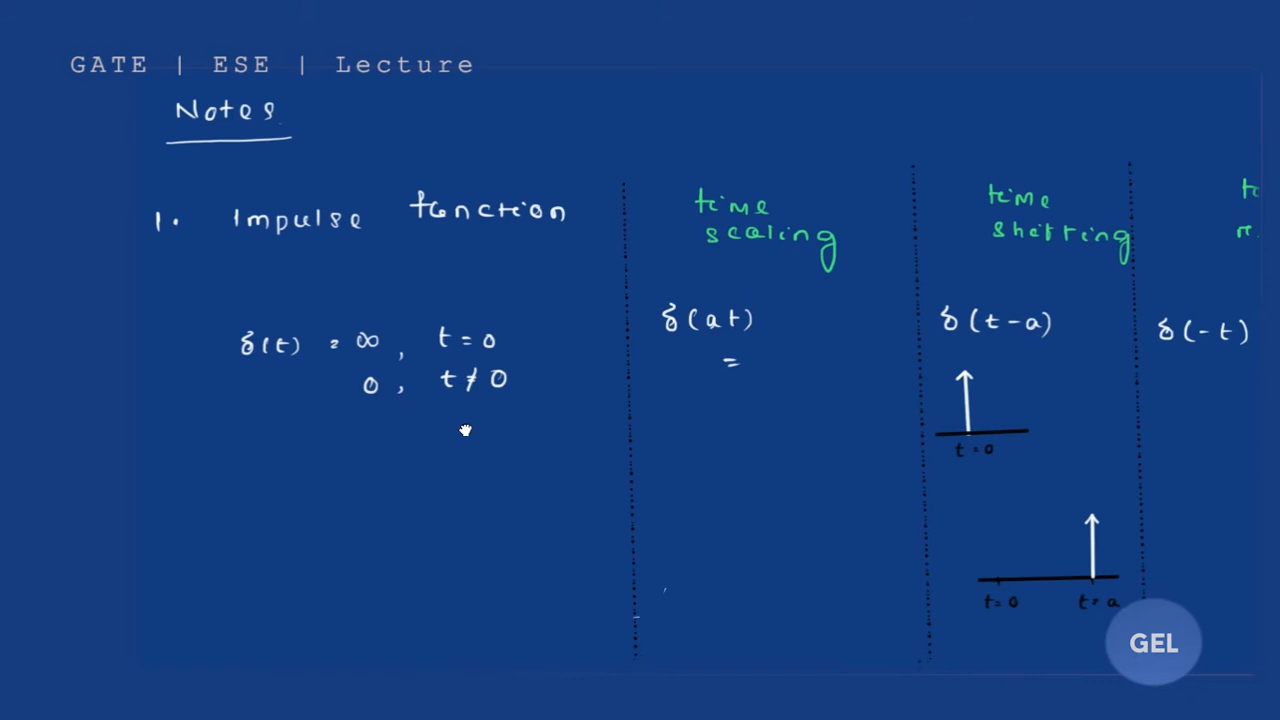 GATE | ESE | Lecture
Notes
1. Impulse function
δ(t) = ∞, t = 0
0, t ≠ 0
time
scaling
δ(at)
=
time
shifting
δ(t-a)
t=0
t=0 t=a
δ(-t)
GEL